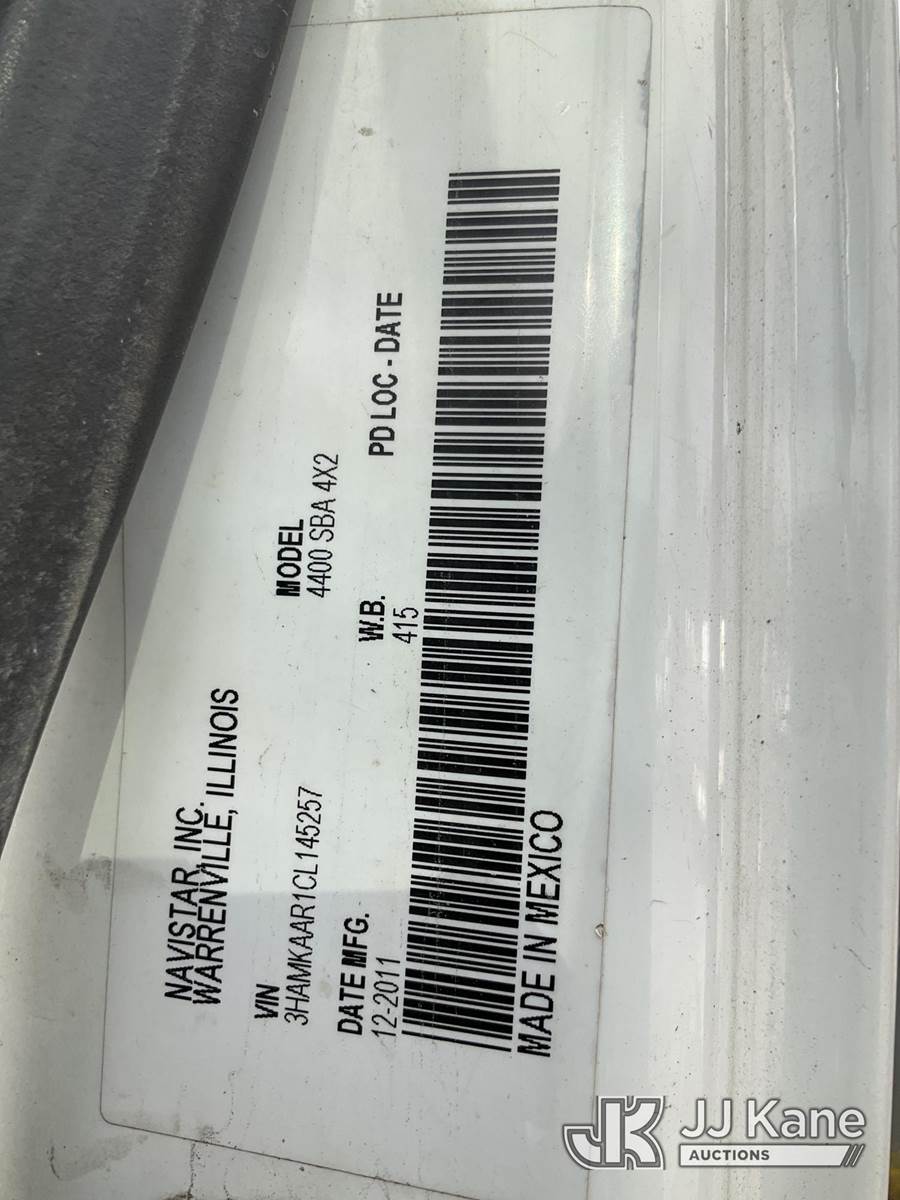 NAVISTAR, INC.
WARRENVILLE, ILLINOIS
VIN
3HAMKAAR1CL145257
MODEL
4400 SBA 4X2
DATE MFG.
12-2011
W.B.
415
PD LOC - DATE
MADE IN MEXICO
JK JJ Kane
AUCTIONS